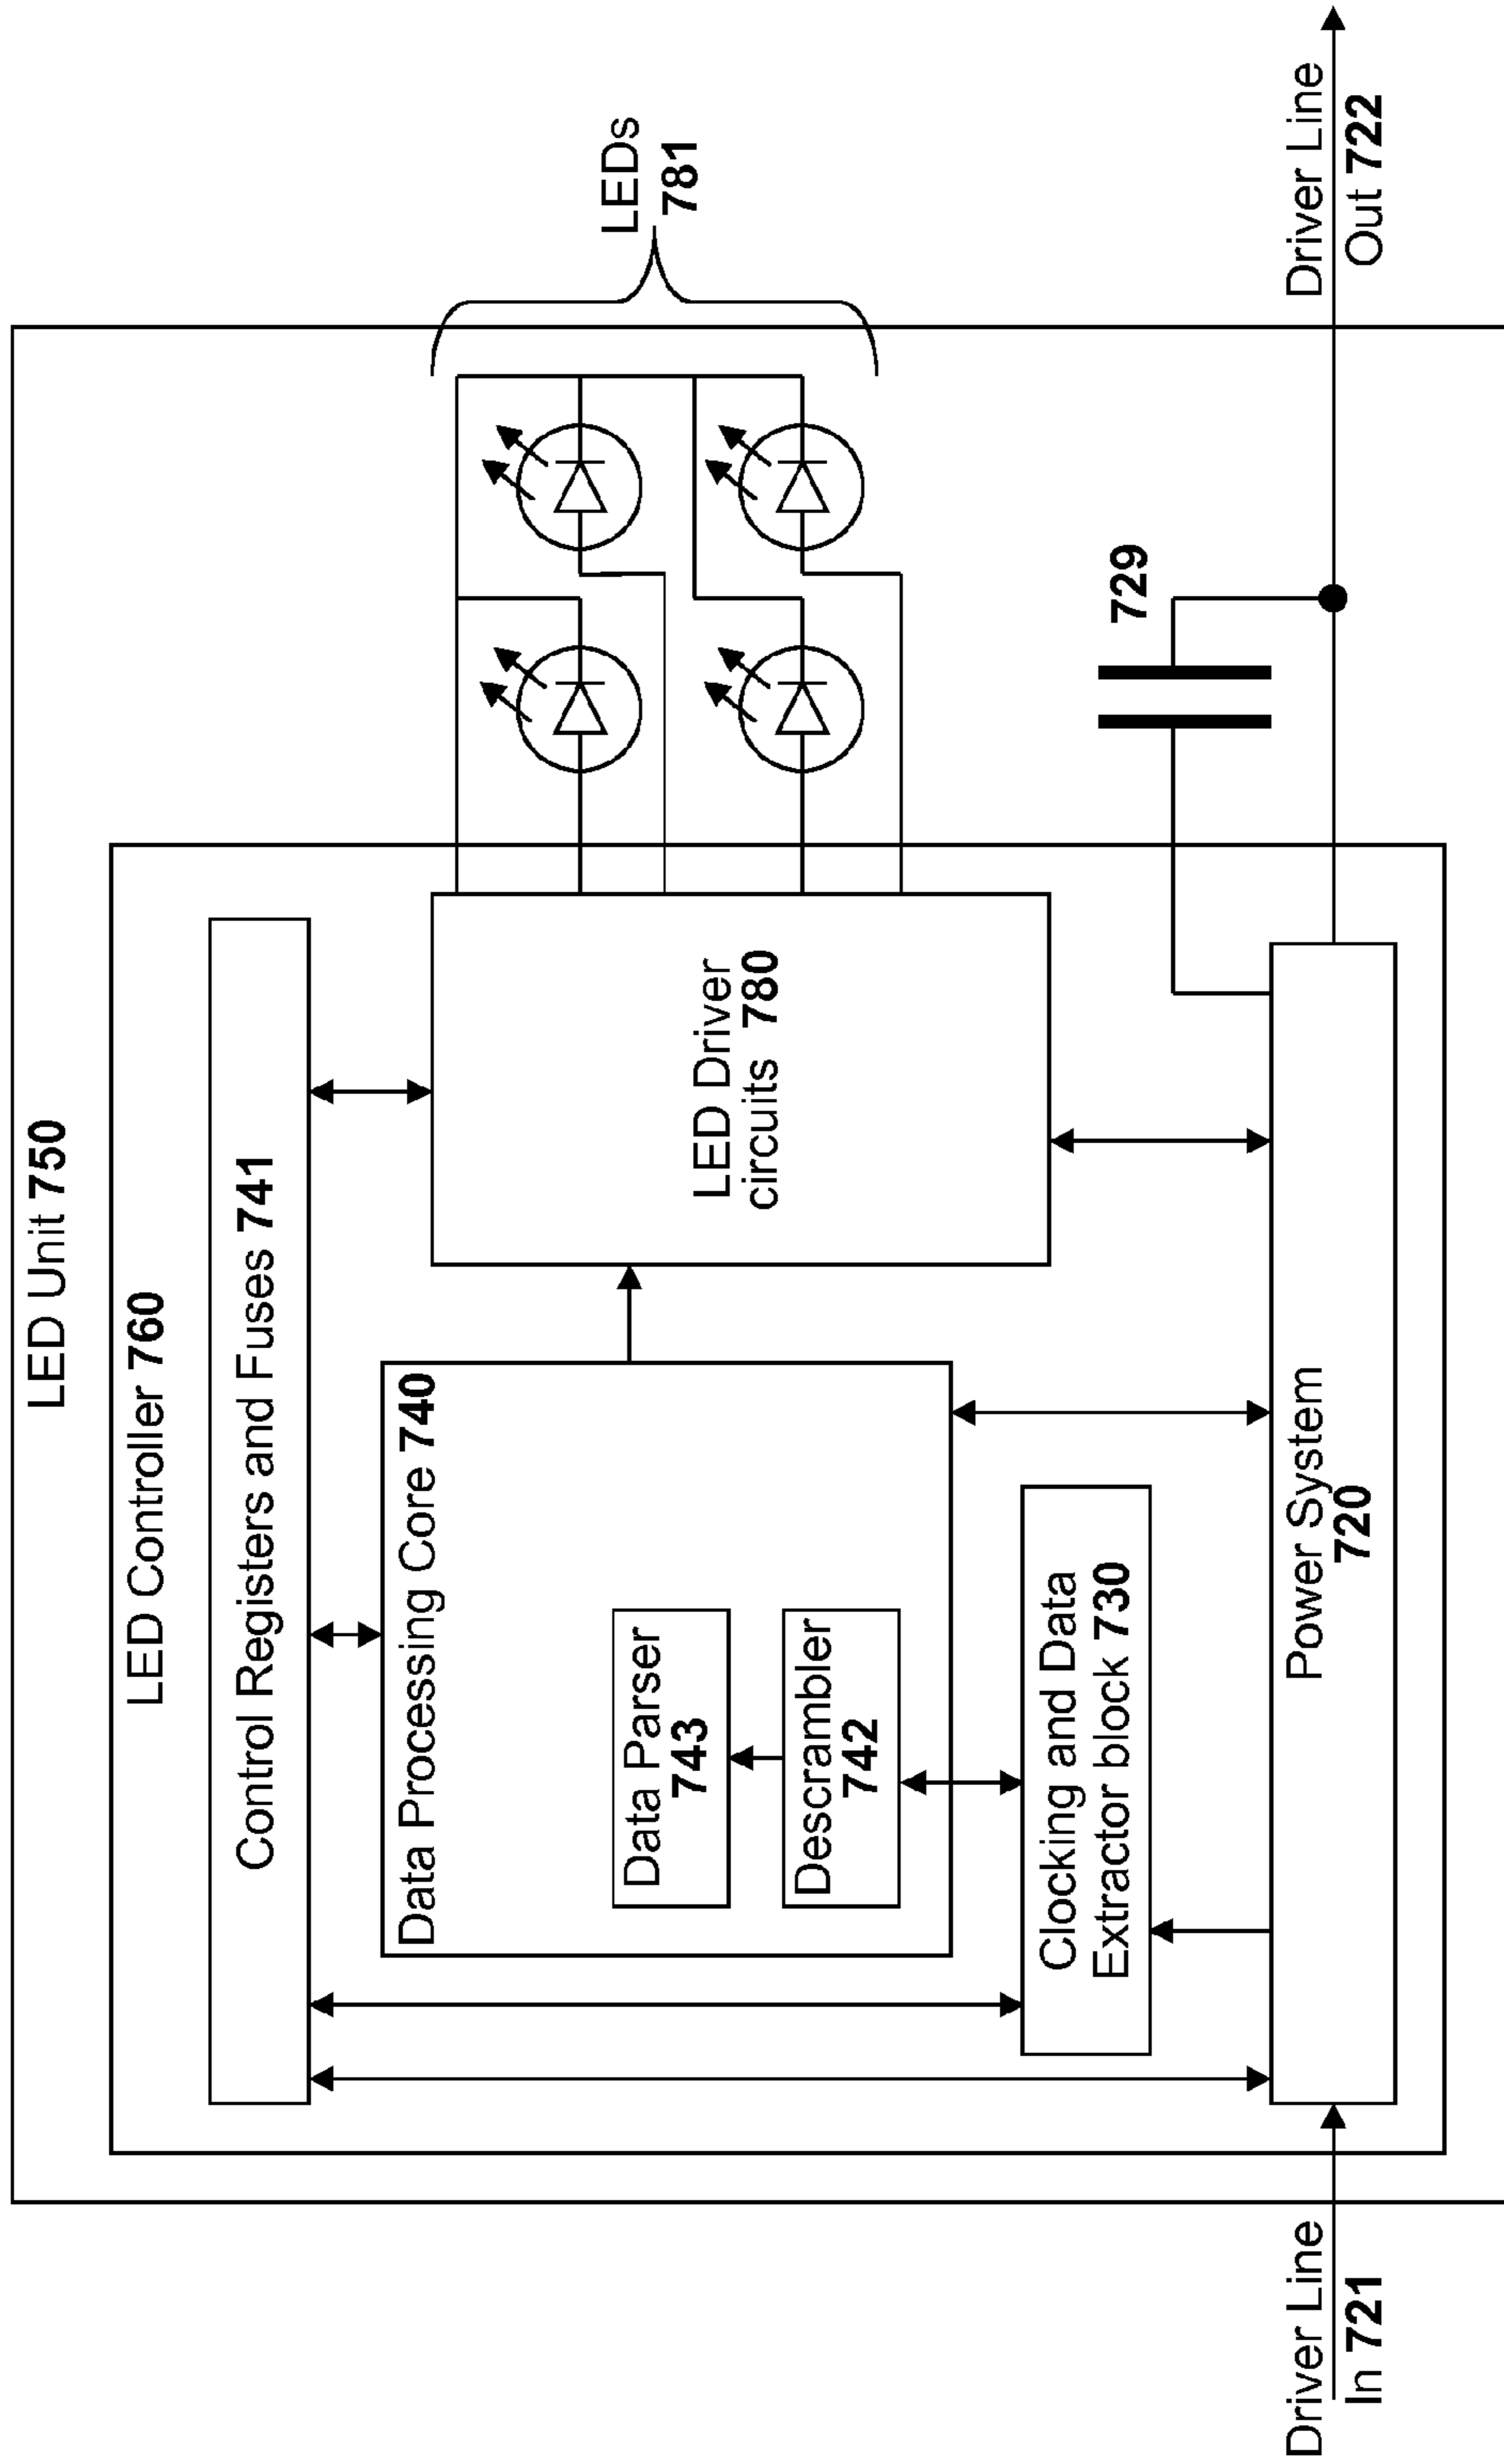 LED Unit 750
LED Controller 760
Control Registers and Fuses 741
Data Processing Core 740
Data Parser
743
Descrambler
742
Clocking and Data
Extractor block 730
LED Driver
circuits 780
LEDs
781
729
Power System
720
Driver Line
In 721
Driver Line
Out 722